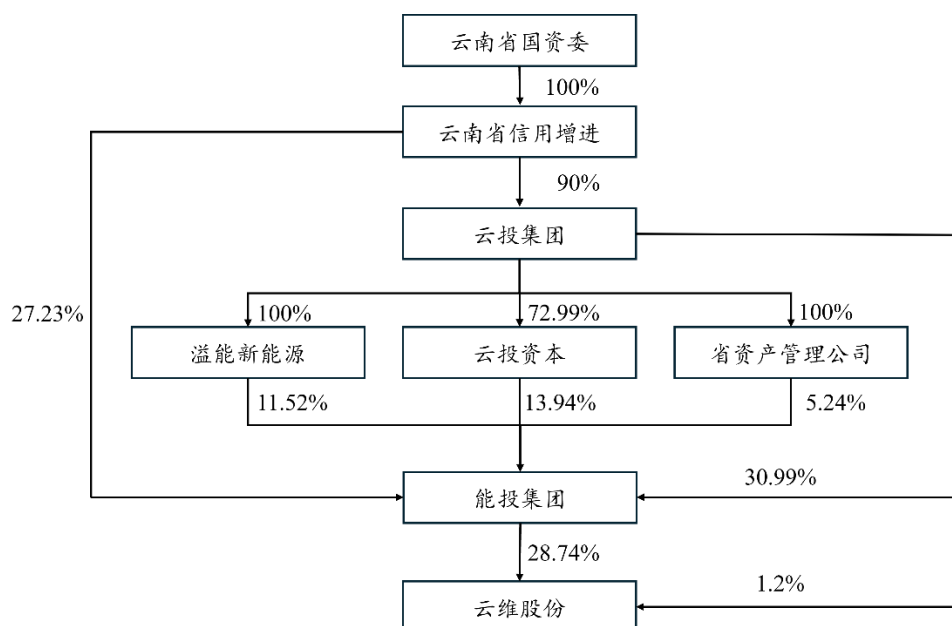 云南省国资委
100%
云南省信用增进
90%
云投集团
27.23%
100%
72.99%
100%
溢能新能源
云投资本
省资产管理公司
11.52%
13.94%
5.24%
30.99%
能投集团
28.74%
1.2%
云维股份